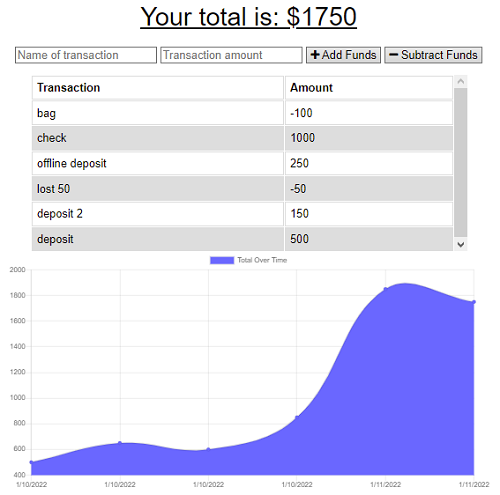 Your total is: $1750
Name of transaction Transaction amount + Add Funds − Subtract Funds
Transaction Amount
bag -100
check 1000
offline deposit 250
lost 50 -50
deposit 2 150
deposit 500
Total Over Time
2000
1800
1600
1400
1200
1000
800
600
400
1/10/2022 1/10/2022 1/10/2022 1/10/2022 1/11/2022 1/11/2022